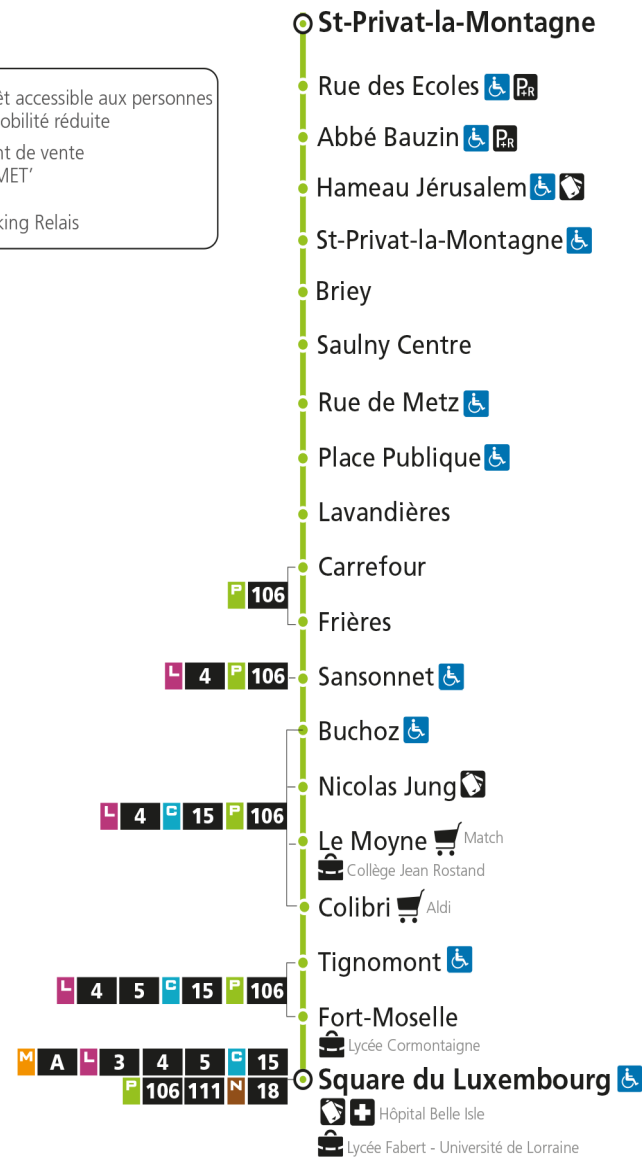 St-Privat-la-Montagne
Rue des Ecoles P+R
accessible aux personnes
Abbé Bauzin P+R
réduite
de vente
Hameau Jérusalem
MET'
Relais
St-Privat-la-Montagne
Briey
Saulny Centre
Rue de Metz
Place Publique
Lavandières
Carrefour
P 106
Frières
L 4 P 106
Sansonnet
Buchoz
Nicolas Jung
L 4 C 15 P 106
Le Moyne Match
Collège Jean Rostand
Colibri Aldi
Tignomont
L 4 5 C 15 P 106
Fort-Moselle
Lycée Cormontaigne
M A L 3 4 5 C 15
P 106 111 N 18
Square du Luxembourg
Hôpital Belle Isle
Lycée Fabert - Université de Lorraine